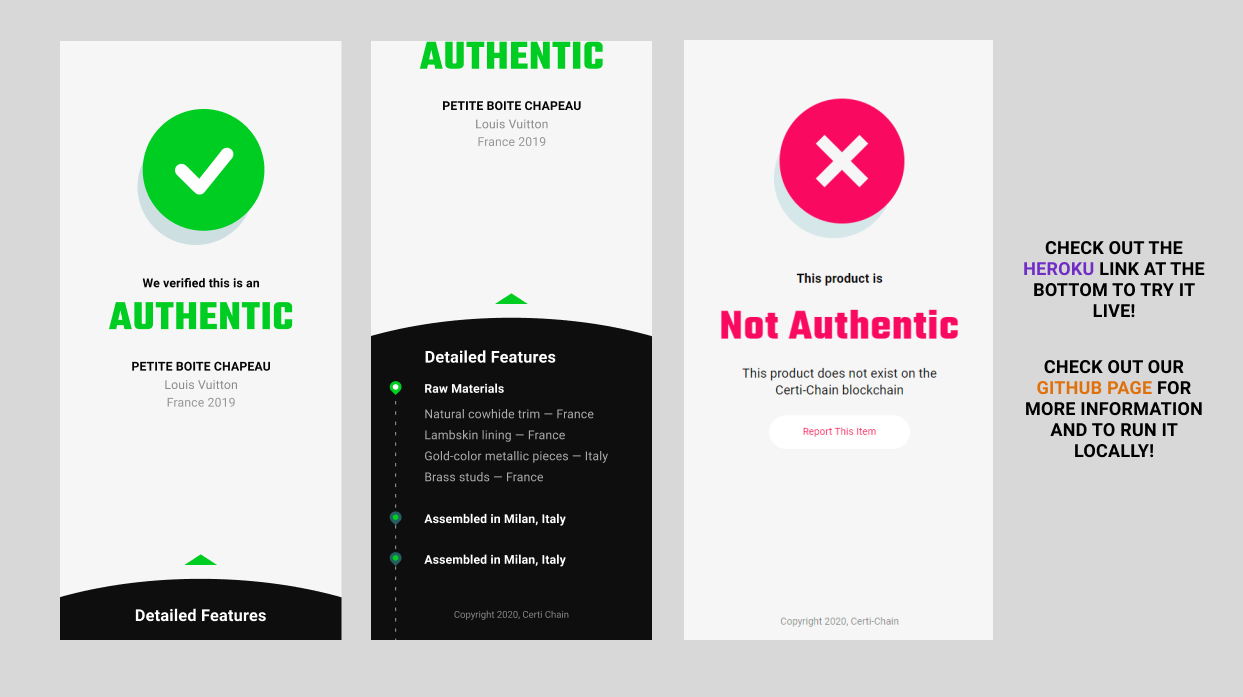 We verified this is an
AUTHENTIC
PETITE BOITE CHAPEAU
Louis Vuitton
France 2019
Detailed Features
AUTHENTIC
PETITE BOITE CHAPEAU
Louis Vuitton
France 2019
Detailed Features
Raw Materials
Natural cowhide trim — France
Lambskin lining — France
Gold-color metallic pieces — Italy
Brass studs — France
Assembled in Milan, Italy
Assembled in Milan, Italy
Copyright 2020, Certi Chain
This product is
Not Authentic
This product does not exist on the
Certi-Chain blockchain
Report This Item
Copyright 2020, Certi-Chain
CHECK OUT THE
HEROKU LINK AT THE
BOTTOM TO TRY IT
LIVE!
CHECK OUT OUR
GITHUB PAGE FOR
MORE INFORMATION
AND TO RUN IT
LOCALLY!